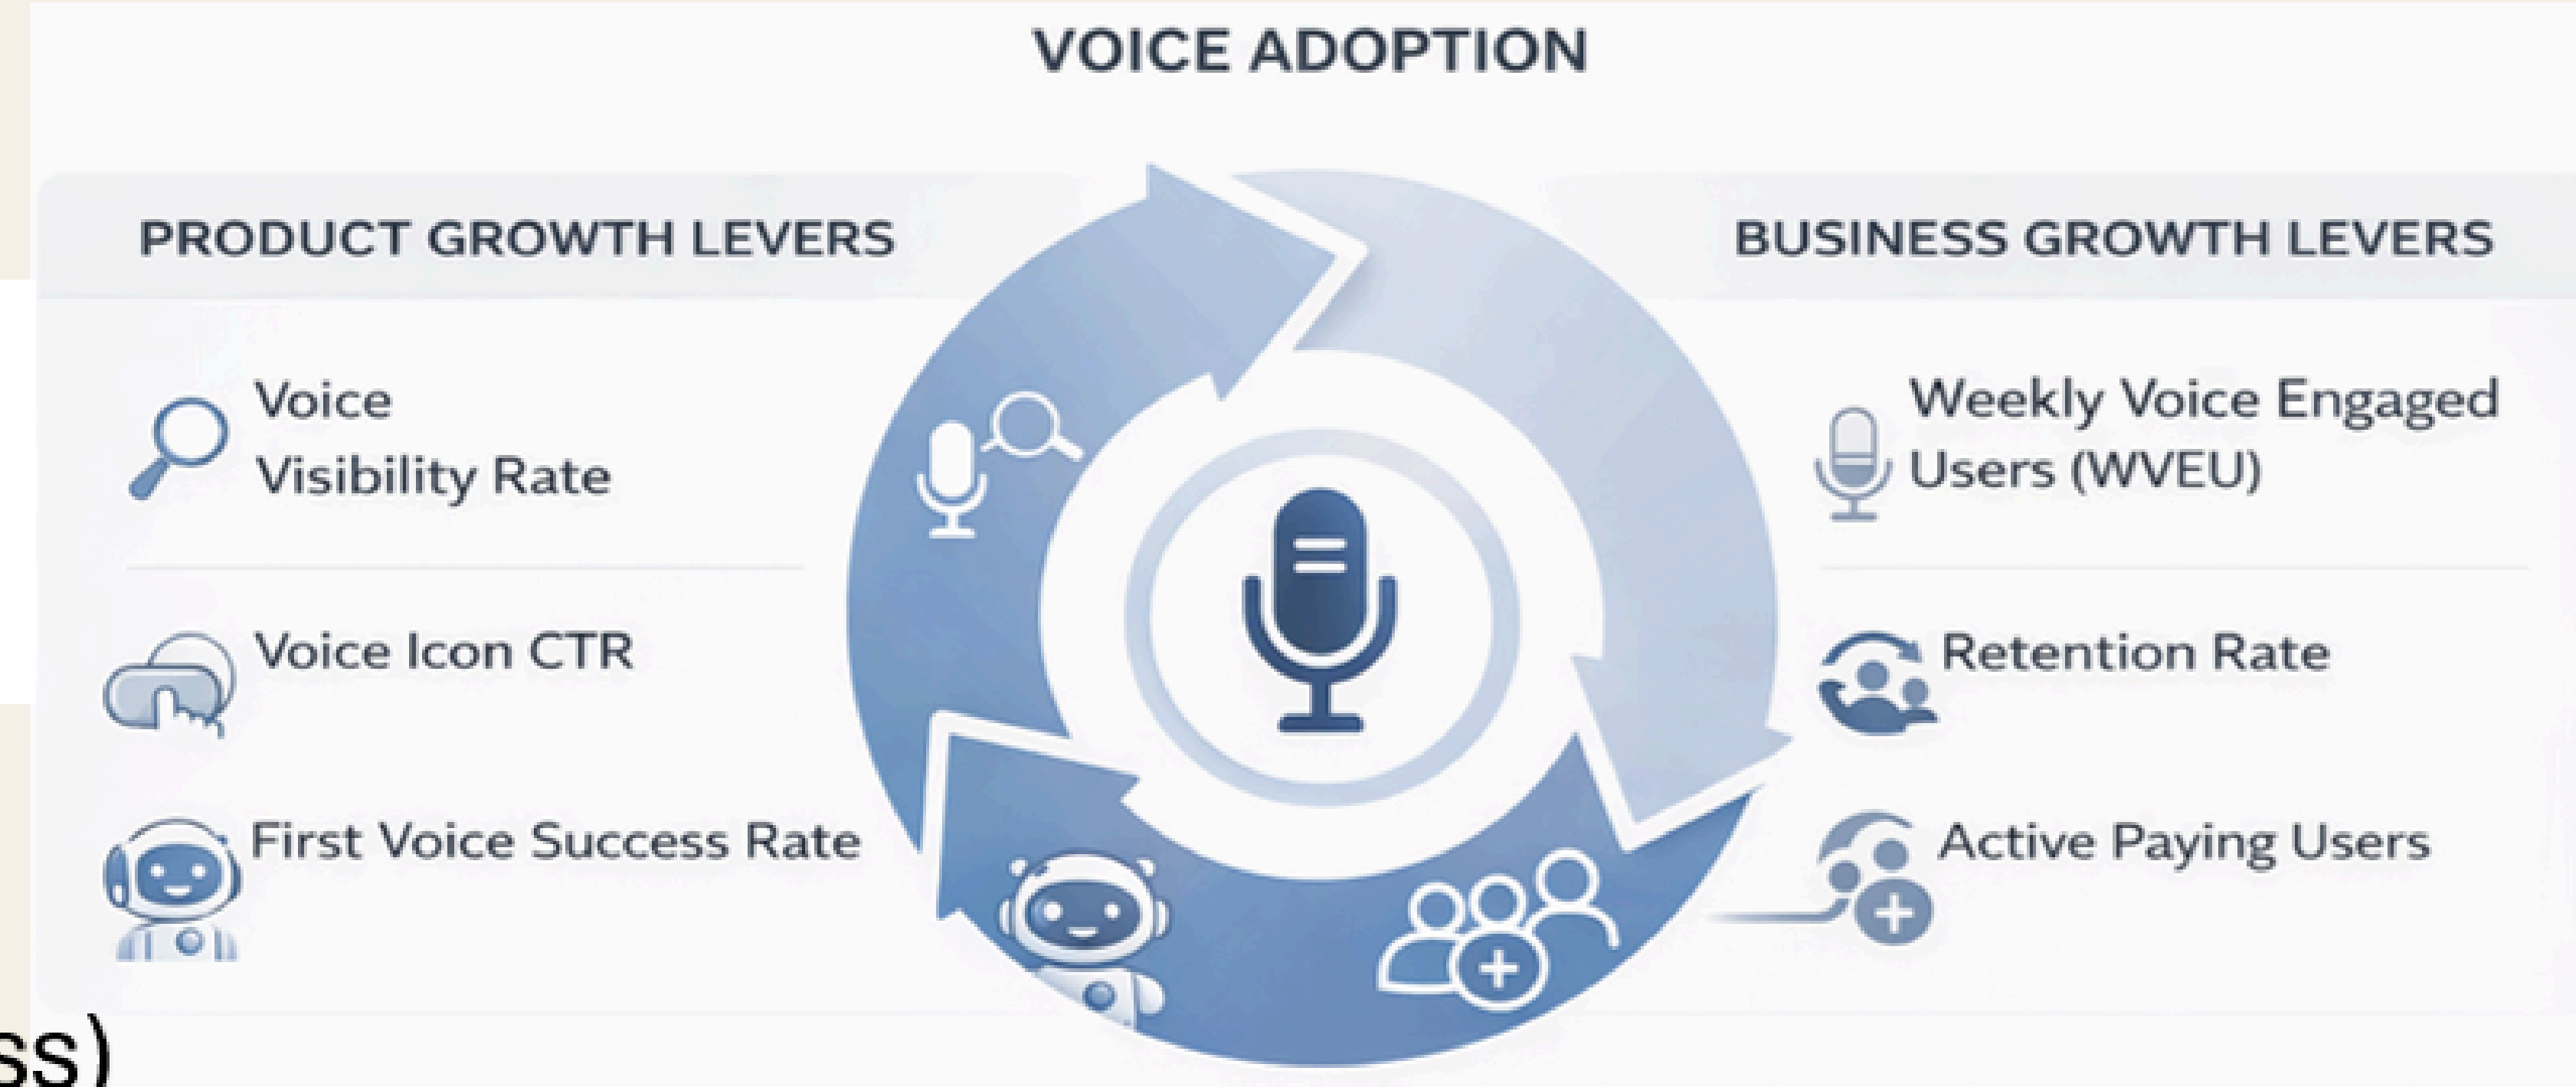 VOICE ADOPTION
PRODUCT GROWTH LEVERS
Voice
Visibility Rate
Voice Icon CTR
First Voice Success Rate
BUSINESS GROWTH LEVERS
Weekly Voice Engaged
Users (WVEU)
Retention Rate
Active Paying Users
ss)